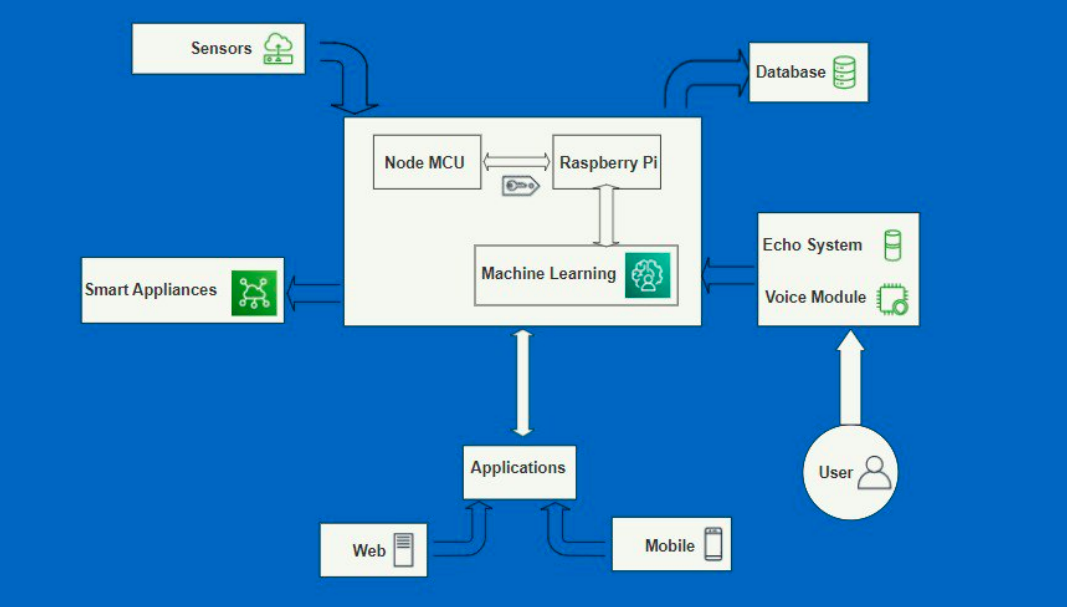 Sensors
Database
Node MCU
Raspberry Pi
Echo System
Machine Learning
Smart Appliances
Voice Module
Applications
User
Web
Mobile